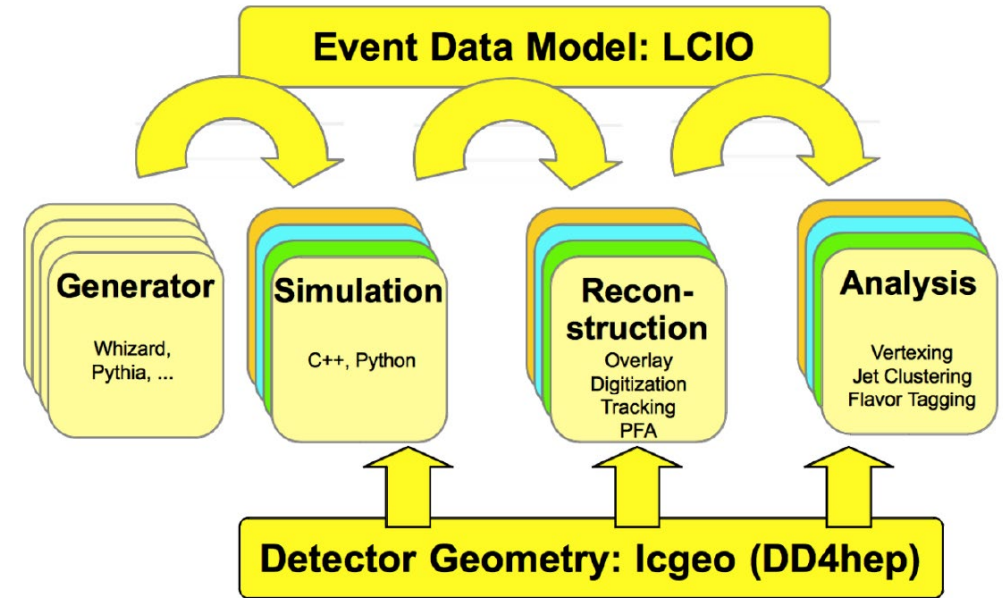 Event Data Model: LCIO
Generator
Whizard,
Pythia, ...
Simulation
C++, Python
Recon-
struction
Overlay
Digitization
Tracking
PFA
Analysis
Vertexing
Jet Clustering
Flavor Tagging
Detector Geometry: lcgeo (DD4hep)